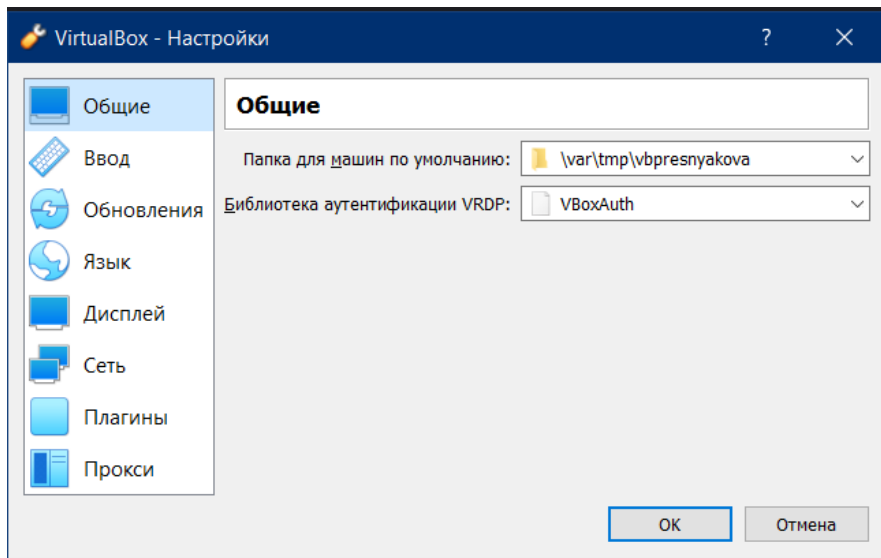 VirtualBox - Настройки ?
Общие
Ввод
Обновления
Язык
Дисплей
Сеть
Плагины
Прокси
Общие
Папка для машин по умолчанию: \var\tmp\vbpresnyakova
Библиотека аутентификации VRDP: VBoxAuth
OK Отмена